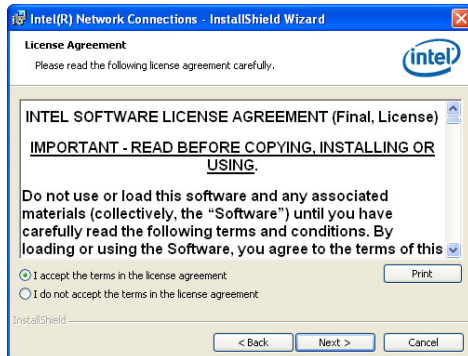 Intel(R) Network Connections - InstallShield Wizard
License Agreement
Please read the following license agreement carefully.
intel
INTEL SOFTWARE LICENSE AGREEMENT (Final, License)
IMPORTANT - READ BEFORE COPYING, INSTALLING OR
USING.
Do not use or load this software and any associated
materials (collectively, the “Software”) until you have
carefully read the following terms and conditions. By
loading or using the Software, you agree to the terms of this
I accept the terms in the license agreement
Print
I do not accept the terms in the license agreement
InstallShield
< Back
Next >
Cancel